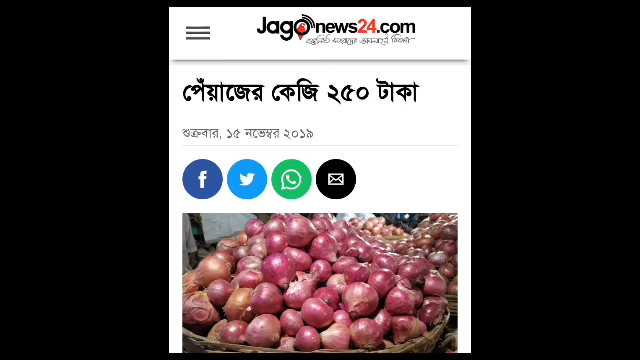 Jagonews24.com
পেঁয়াজের কেজি ২৫০ টাকা
শুক্রবার, ১৫ নভেম্বর ২০১৯